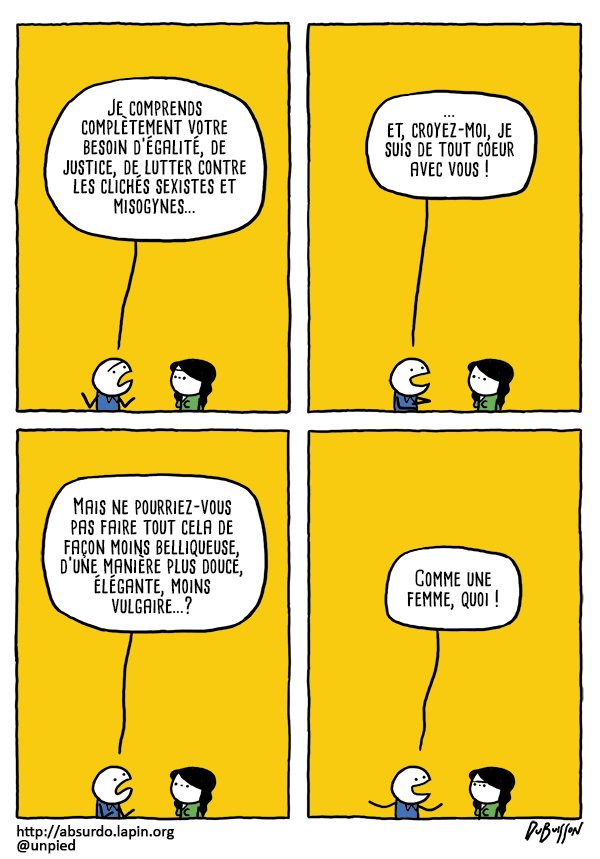 JE COMPRENDS
COMPLÈTEMENT VOTRE
BESOIN D'ÉGALITÉ, DE
JUSTICE, DE LUTTER CONTRE
LES CLICHÉS SEXISTES ET
MISOGYNES...
...
ET, CROYEZ-MOI, JE
SUIS DE TOUT COEUR
AVEC VOUS !
MAIS NE POURRIEZ-VOUS
PAS FAIRE TOUT CELA DE
FAÇON MOINS BELLIQUEUSE,
D'UNE MANIÈRE PLUS DOUCE,
ÉLÉGANTE, MOINS
VULGAIRE...?
COMME UNE
FEMME, QUOI !
http://absurdo.lapin.org
@unpied
DUBUISSON